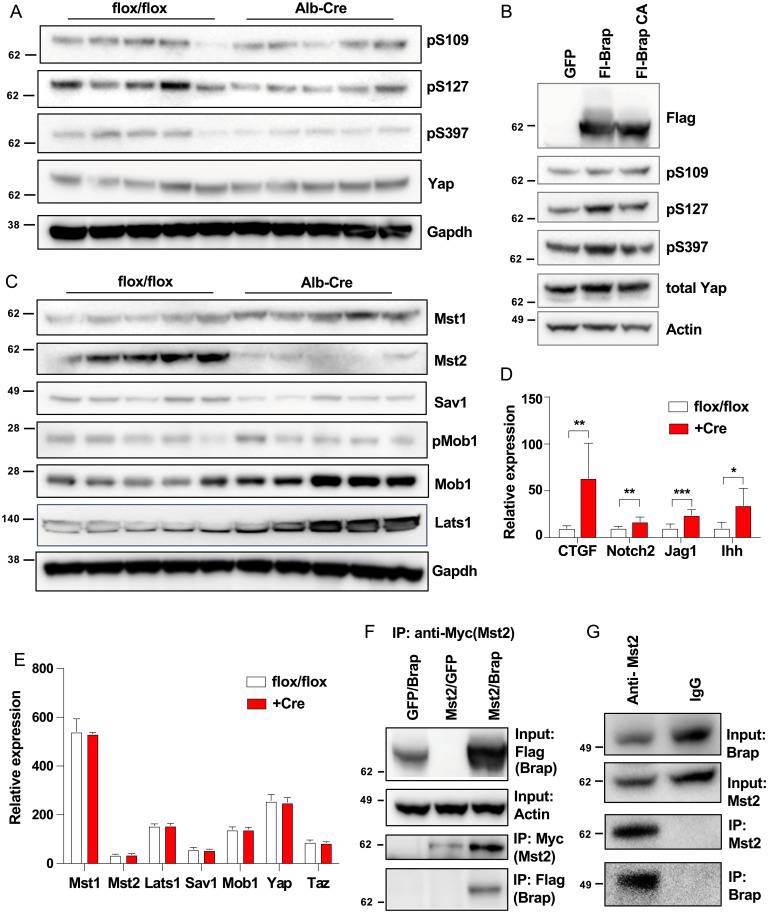 A
flox/flox
Alb-Cre
62
pS109
62
pS127
62
pS397
62
Yap
38
Gapdh
B
GFP
Fl-Brap
Fl-Brap CA
62
Flag
62
pS109
62
pS127
62
pS397
62
total Yap
49
Actin
C
flox/flox
Alb-Cre
62
Mst1
62
Mst2
49
Sav1
28
pMob1
28
Mob1
140
Lats1
38
Gapdh
D
Relative expression
150
100
50
0
flox/flox
+Cre
**
**
***
*
CTGF Notch2 Jag1 Ihh
E
Relative expression
800
600
400
200
0
flox/flox
+Cre
Mst1 Mst2 Lats1 Sav1 Mob1 Yap Taz
F
IP: anti-Myc(Mst2)
GFP/Brap
Mst2/GFP
Mst2/Brap
62
Input:
Flag
(Brap)
49
Input:
Actin
62
IP: Myc
(Mst2)
62
IP: Flag
(Brap)
G
Anti- Mst2
IgG
49
Input:
Brap
62
Input:
Mst2
62
IP:
Mst2
49
IP:
Brap